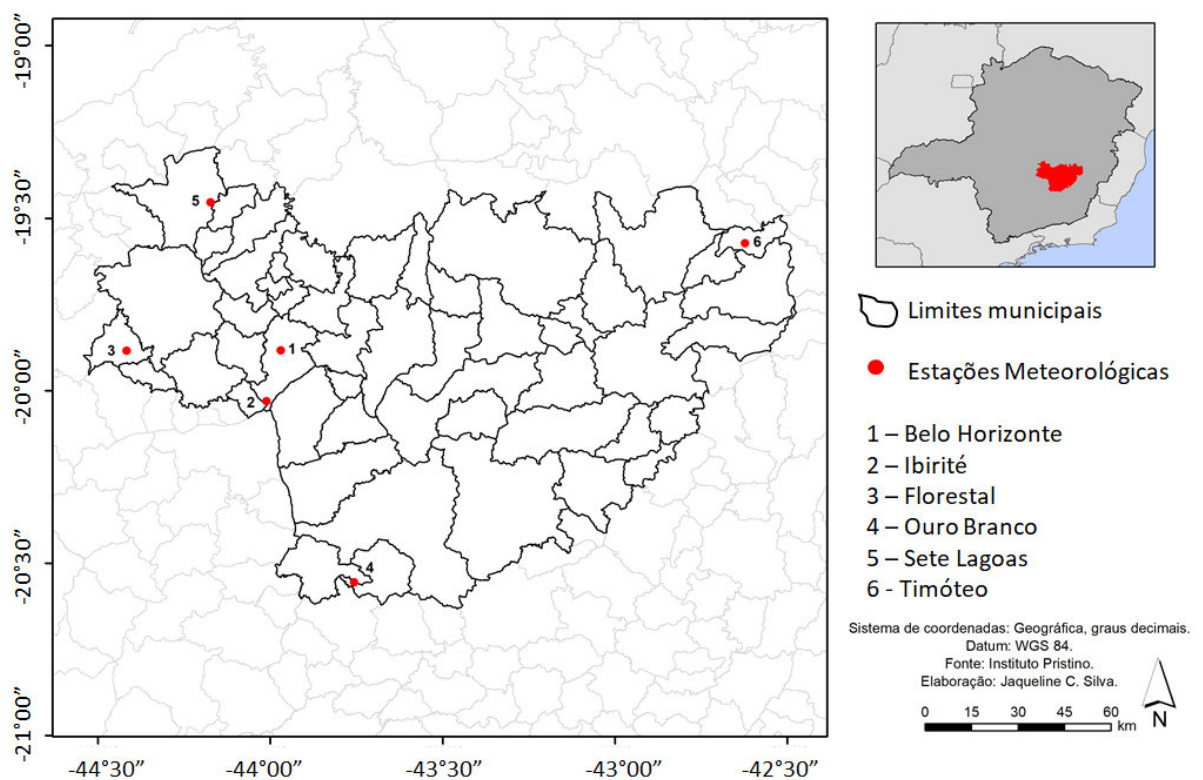 -19°00”
-19°30”
-20°00”
-20°30”
-21°00”
-44°30”
-44°00”
-43°30”
-43°00”
-42°30”
5
6
3
1
2
4
Limites municipais
Estações Meteorológicas
1 – Belo Horizonte
2 – Ibirité
3 – Florestal
4 – Ouro Branco
5 – Sete Lagoas
6 - Timóteo
Sistema de coordenadas: Geográfica, graus decimais.
Datum: WGS 84.
Fonte: Instituto Pristino.
Elaboração: Jaqueline C. Silva.
0 15 30 45 60
km
N